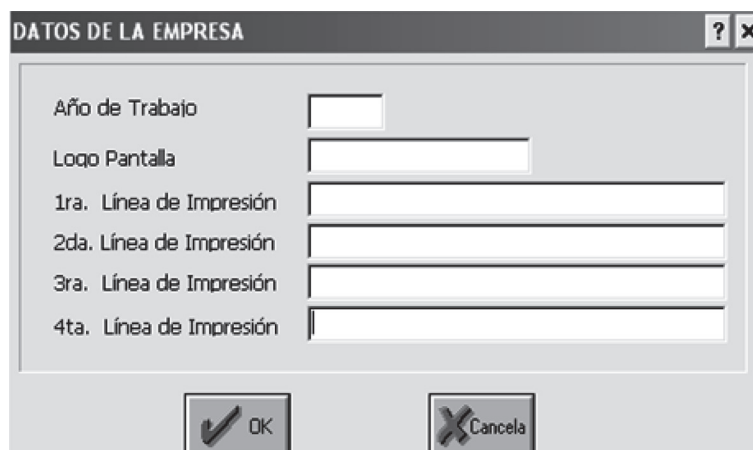 DATOS DE LA EMPRESA ? X
Año de Trabajo
Logo Pantalla
1ra. Línea de Impresión
2da. Línea de Impresión
3ra. Línea de Impresión
4ta. Línea de Impresión
OK Cancela